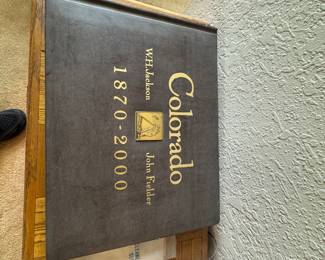 Colorado
W.H. Jackson John Fielder
1870-2000